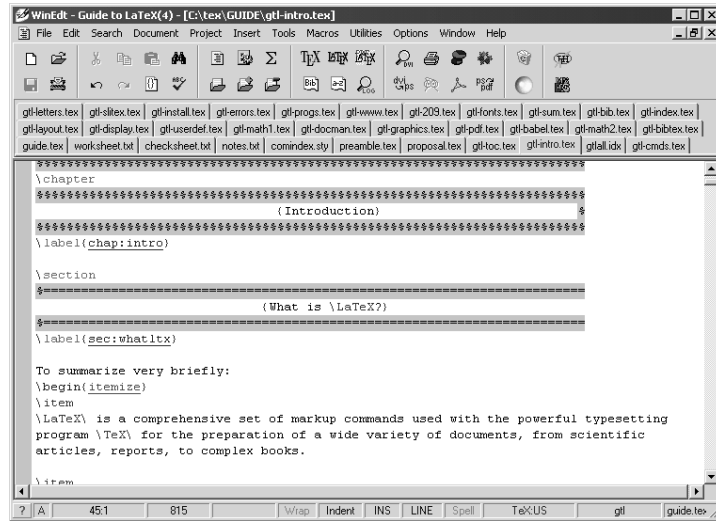 WinEdt - Guide to LaTeX(4) - [C:\tex\GUIDE\gtl-intro.tex]
File Edit Search Document Project Insert Tools Macros Utilities Options Window Help
TEX LATEX
DVI
Bib a-z LOG dvi ps PS pdf
gtl-letters.tex gtl-slitex.tex gtl-install.tex gtl-errors.tex gtl-progs.tex gtl-www.tex gtl-209.tex gtl-fonts.tex gtl-sum.tex gtl-bib.tex gtl-index.tex
gtl-layout.tex gtl-display.tex gtl-userdef.tex gtl-math1.tex gtl-docman.tex gtl-graphics.tex gtl-pdf.tex gtl-babel.tex gtl-math2.tex gtl-bibtex.tex
guide.tex worksheet.txt checksheet.txt notes.txt comindex.sty preamble.tex proposal.tex gtl-toc.tex gtl-intro.tex gtlall.idx gtl-cmds.tex
%%%%%%%%%%%%%%%%%%%%%%%%%%%%%%%%%%%%%%%%%%%%%%%%%%%%%%%%%%%%%%%%%%%%%%%%
\chapter
%%%%%%%%%%%%%%%%%%%%%%%%%%%%%%%%%%%%%%%%%%%%%%%%%%%%%%%%%%%%%%%%%%%%%%%%
{Introduction} %
%%%%%%%%%%%%%%%%%%%%%%%%%%%%%%%%%%%%%%%%%%%%%%%%%%%%%%%%%%%%%%%%%%%%%%%%
\label{chap:intro}
\section
%=====================================================================
{What is \LaTeX?}
%=====================================================================
\label{sec:whatltx}
To summarize very briefly:
\begin{itemize}
\item
\LaTeX\ is a comprehensive set of markup commands used with the powerful typesetting
program \TeX\ for the preparation of a wide variety of documents, from scientific
articles, reports, to complex books.
\item
? A 45:1 815 Wrap Indent INS LINE Spell TeX:US gtl guide.tex